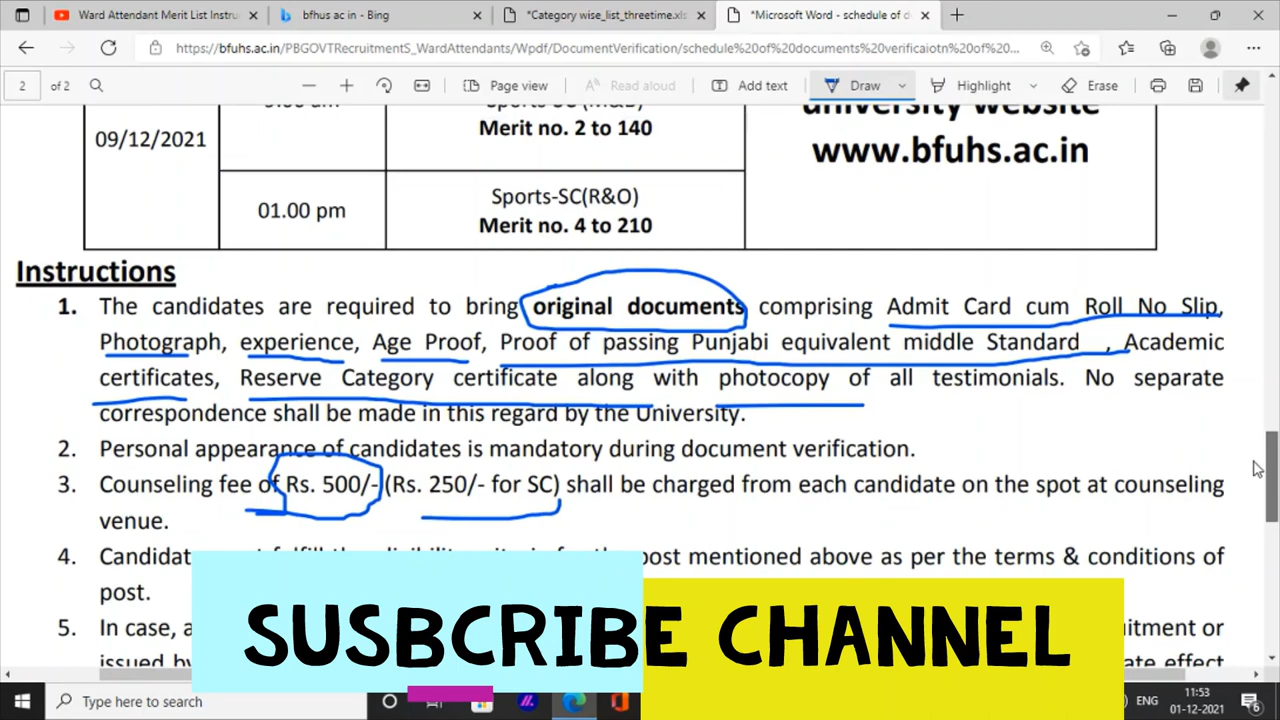 Ward Attendant Merit List Instru
bfhus ac in - Bing
*Category wise_list_threetime.xls
*Microsoft Word - schedule of d
https://bfuhs.ac.in/PBGOVTRecruitmentS_WardAttendants/Wpdf/DocumentVerification/schedule%20of%20documents%20verificaiotn%20of%20...
2 of 2
Page view
Read aloud
Add text
Draw
Highlight
Erase
university website
www.bfuhs.ac.in
09/12/2021
Merit no. 2 to 140
01.00 pm
Sports-SC(R&O)
Merit no. 4 to 210
Instructions
1. The candidates are required to bring original documents comprising Admit Card cum Roll No Slip,
Photograph, experience, Age Proof, Proof of passing Punjabi equivalent middle Standard , Academic
certificates, Reserve Category certificate along with photocopy of all testimonials. No separate
correspondence shall be made in this regard by the University.
2. Personal appearance of candidates is mandatory during document verification.
3. Counseling fee of Rs. 500/- (Rs. 250/- for SC) shall be charged from each candidate on the spot at counseling
venue.
4. Candidat post mentioned above as per the terms & conditions of
post.
5. In case, a uitment or
issued by ate effect
SUSBCRIBE CHANNEL
Type here to search
ENG
11:53
01-12-2021
6